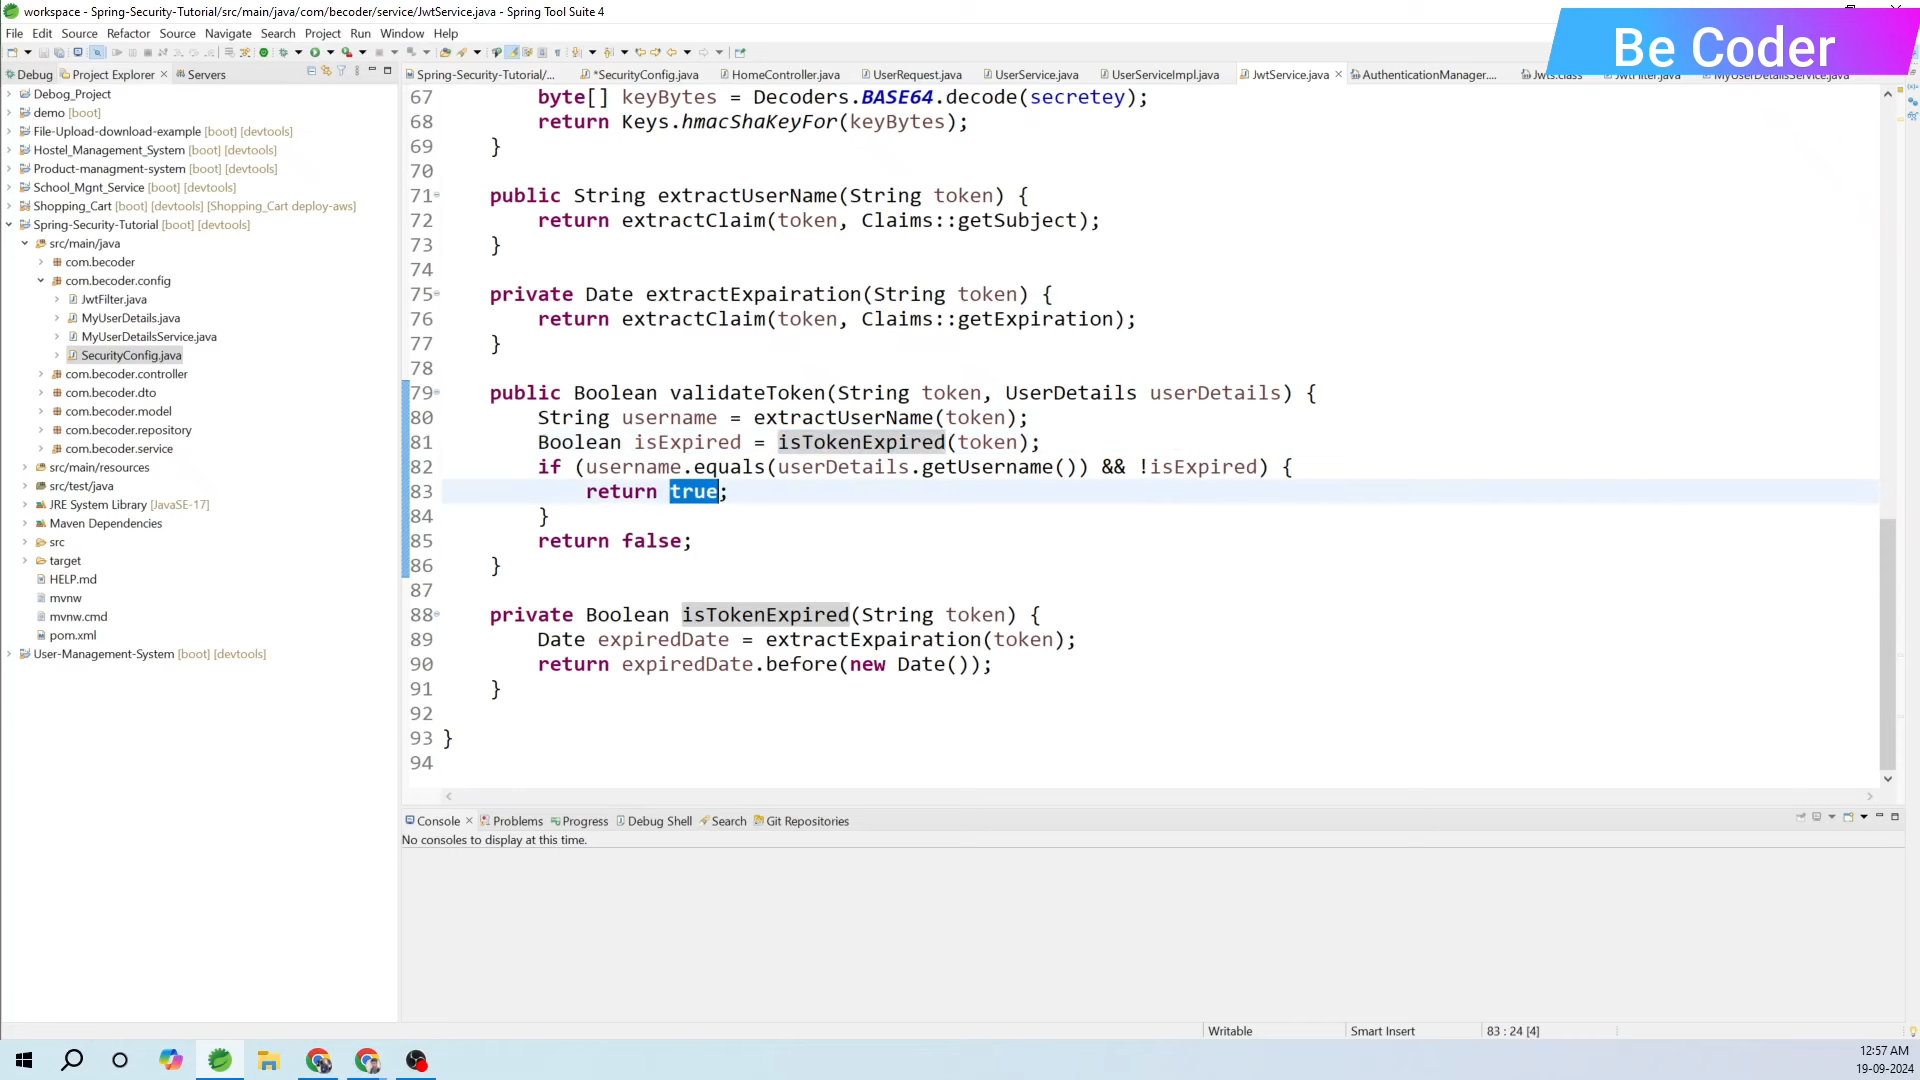 workspace - Spring-Security-Tutorial/src/main/java/com/becoder/service/JwtService.java - Spring Tool Suite 4
Be Coder
File Edit Source Refactor Source Navigate Search Project Run Window Help
Debug Project Explorer Servers
Spring-Security-Tutorial/... *SecurityConfig.java HomeController.java UserRequest.java UserService.java UserServiceImpl.java JwtService.java AuthenticationManager.... Jwts.class JwtFilter.java MyUserDetailsService.java
Debog_Project
demo [boot]
File-Upload-download-example [boot] [devtools]
Hostel_Management_System [boot] [devtools]
Product-managment-system [boot] [devtools]
School_Mgnt_Service [boot] [devtools]
Shopping_Cart [boot] [devtools] [Shopping_Cart deploy-aws]
Spring-Security-Tutorial [boot] [devtools]
src/main/java
com.becoder
com.becoder.config
JwtFilter.java
MyUserDetails.java
MyUserDetailsService.java
SecurityConfig.java
com.becoder.controller
com.becoder.dto
com.becoder.model
com.becoder.repository
com.becoder.service
src/main/resources
src/test/java
JRE System Library [JavaSE-17]
Maven Dependencies
src
target
HELP.md
mvnw
mvnw.cmd
pom.xml
User-Management-System [boot] [devtools]
67 byte[] keyBytes = Decoders.BASE64.decode(secretey);
68 return Keys.hmacShaKeyFor(keyBytes);
69 }
70
71 public String extractUserName(String token) {
72 return extractClaim(token, Claims::getSubject);
73 }
74
75 private Date extractExpairation(String token) {
76 return extractClaim(token, Claims::getExpiration);
77 }
78
79 public Boolean validateToken(String token, UserDetails userDetails) {
80 String username = extractUserName(token);
81 Boolean isExpired = isTokenExpired(token);
82 if (username.equals(userDetails.getUsername()) && !isExpired) {
83 return true;
84 }
85 return false;
86 }
87
88 private Boolean isTokenExpired(String token) {
89 Date expiredDate = extractExpairation(token);
90 return expiredDate.before(new Date());
91 }
92
93 }
94
Console Problems Progress Debug Shell Search Git Repositories
No consoles to display at this time.
Writable Smart Insert 83 : 24 [4]
12:57 AM
19-09-2024